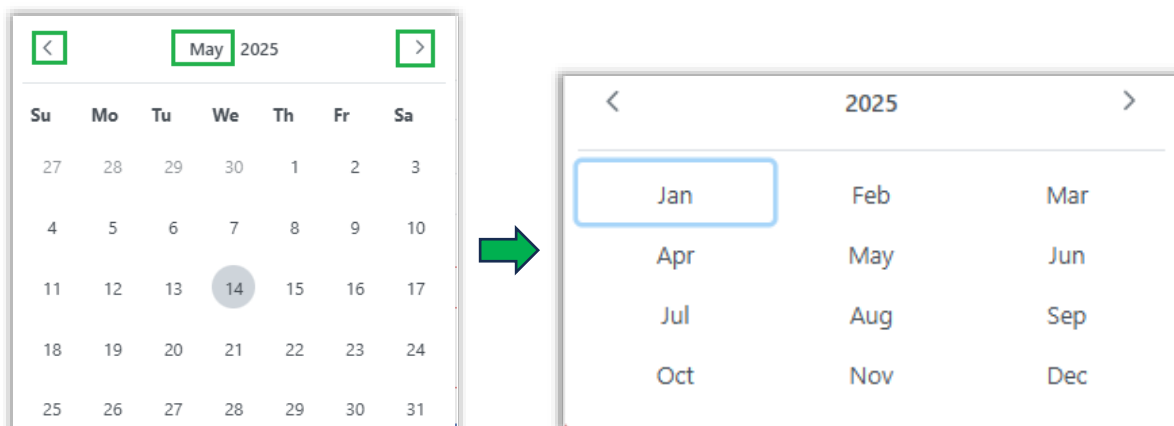 May 2025
Su Mo Tu We Th Fr Sa
27 28 29 30 1 2 3
4 5 6 7 8 9 10
11 12 13 14 15 16 17
18 19 20 21 22 23 24
25 26 27 28 29 30 31
2025
Jan Feb Mar
Apr May Jun
Jul Aug Sep
Oct Nov Dec